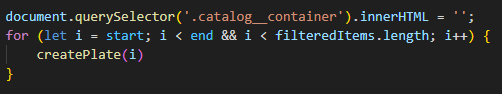 document.querySelector('.catalog__container').innerHTML = '';
for (let i = start; i < end && i < filteredItems.length; i++) {
    createPlate(i)
}